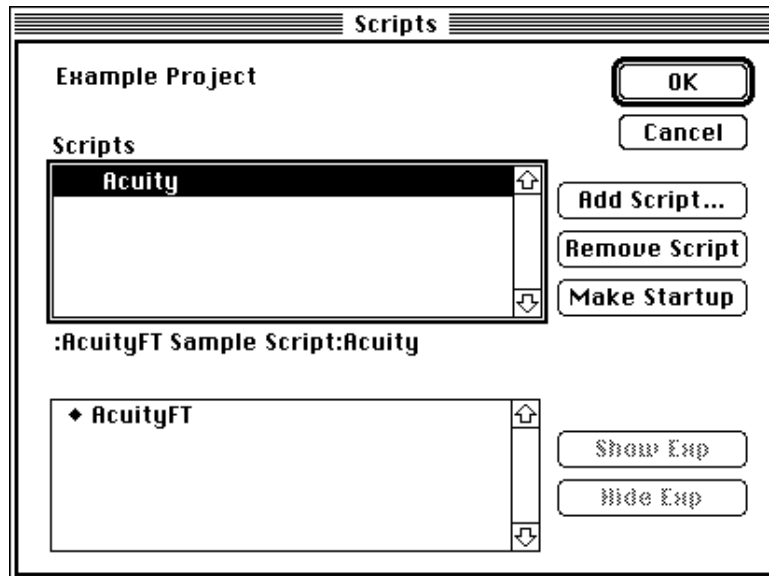 Scripts
Example Project
OK
Cancel
Scripts
Acuity
Add Script...
Remove Script
Make Startup
:AcuityFT Sample Script:Acuity
◆ AcuityFT
Show Exp
Hide Exp